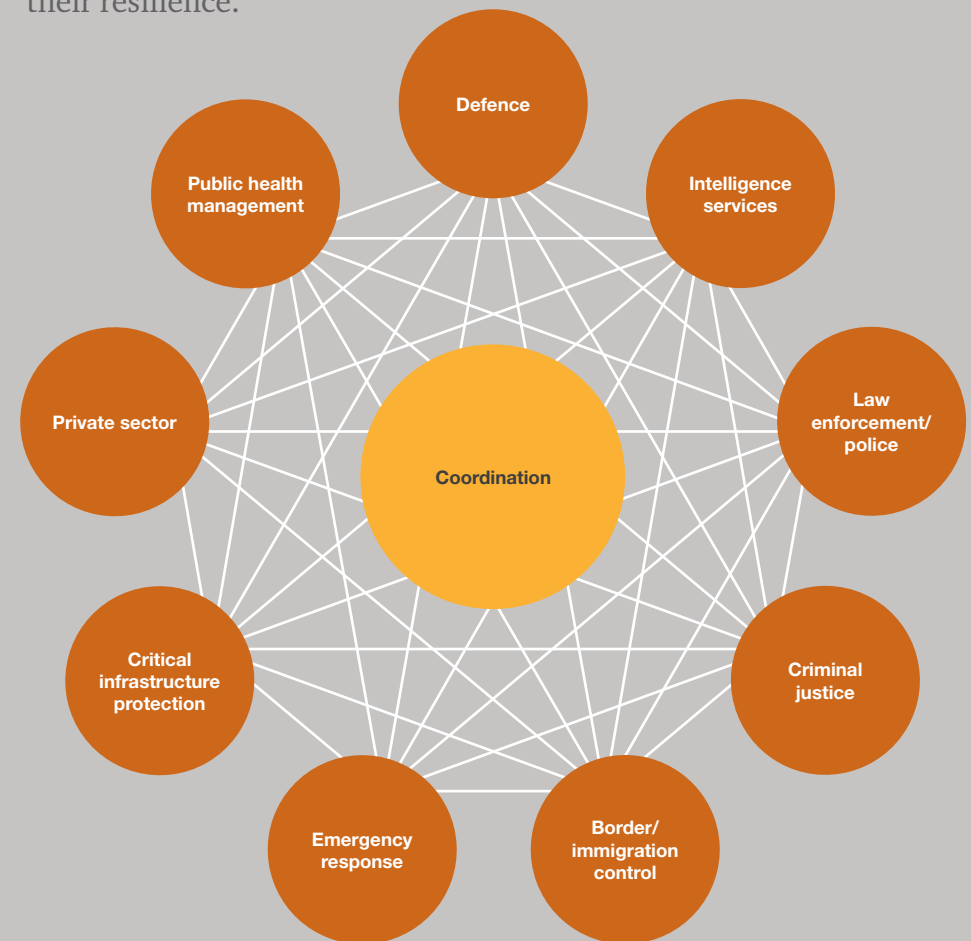 their resilience.
Defence
Public health
management
Intelligence
services
Private sector
Law
enforcement/
police
Coordination
Critical
infrastructure
protection
Criminal
justice
Emergency
response
Border/
immigration
control